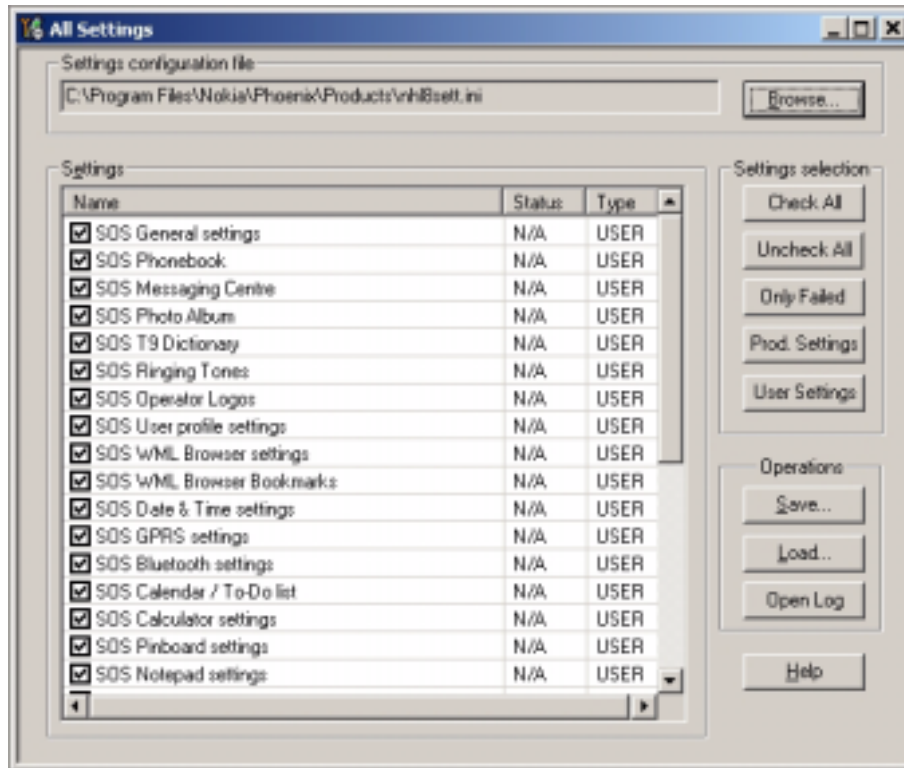 All Settings
Settings configuration file
C:\Program Files\Nokia\Phoenix\Products\nhl8sett.ini
Browse...
Settings
Settings selection
Name Status Type
Check All
SOS General settings N/A USER
SOS Phonebook N/A USER
Uncheck All
SOS Messaging Centre N/A USER
Only Failed
SOS Photo Album N/A USER
SOS T9 Dictionary N/A USER
Prod. Settings
SOS Ringing Tones N/A USER
User Settings
SOS Operator Logos N/A USER
SOS User profile settings N/A USER
SOS WML Browser settings N/A USER
Operations
SOS WML Browser Bookmarks N/A USER
Save...
SOS Date & Time settings N/A USER
SOS GPRS settings N/A USER
Load...
SOS Bluetooth settings N/A USER
SOS Calendar / To-Do list N/A USER
Open Log
SOS Calculator settings N/A USER
SOS Pinboard settings N/A USER
SOS Notepad settings N/A USER
Help